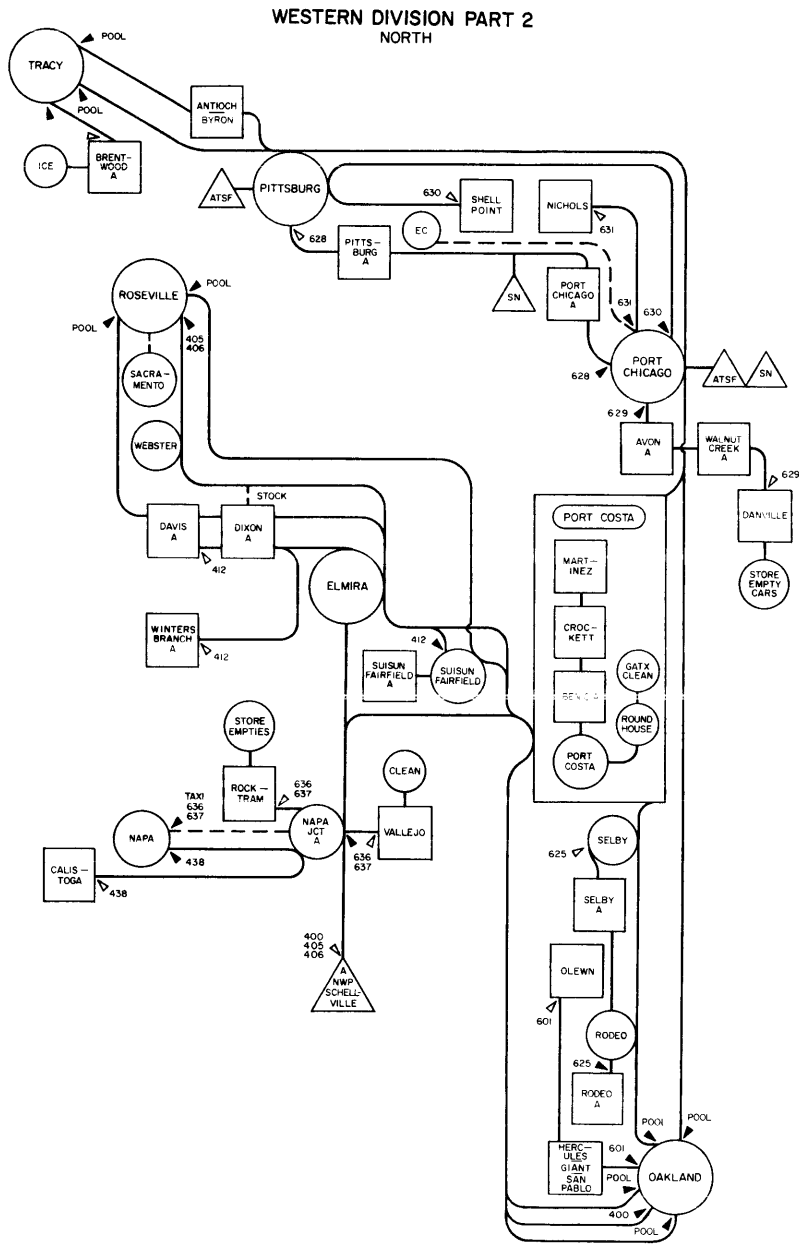 WESTERN DIVISION PART 2
NORTH
POOL
TRACY
POOL
ANTIOCH
BYRON
ICE
BRENT-
WOOD
A
ATSF
PITTSBURG
630
SHELL
POINT
NICHOLS
631
628
PITTS-
BURG
A
EC
SN
PORT
CHICAGO
A
631
630
628
PORT
CHICAGO
ATSF
SN
629
AVON
A
WALNUT
CREEK
A
629
DANVILLE
STORE
EMPTY
CARS
ROSEVILLE
POOL
POOL
405
406
SACRA-
MENTO
WEBSTER
STOCK
DAVIS
A
DIXON
A
412
ELMIRA
WINTERS
BRANCH
A
412
412
SUISUN
FAIRFIELD
A
SUISUN
FAIRFIELD
PORT COSTA
MART-
INEZ
CROC-
KETT
BENICIA
GATX
CLEAN
ROUND
HOUSE
PORT
COSTA
STORE
EMPTIES
ROCK-
TRAM
636
637
CLEAN
TAXI
636
637
NAPA
NAPA
JCT
A
VALLEJO
438
636
637
CALIS-
TOGA
438
400
405
406
A
NWP
SCHELL-
VILLE
625
SELBY
SELBY
A
OLEWN
601
RODEO
625
RODEO
A
POOL
POOL
HERC-
ULES
GIANT
SAN
PABLO
601
POOL
OAKLAND
400
POOL